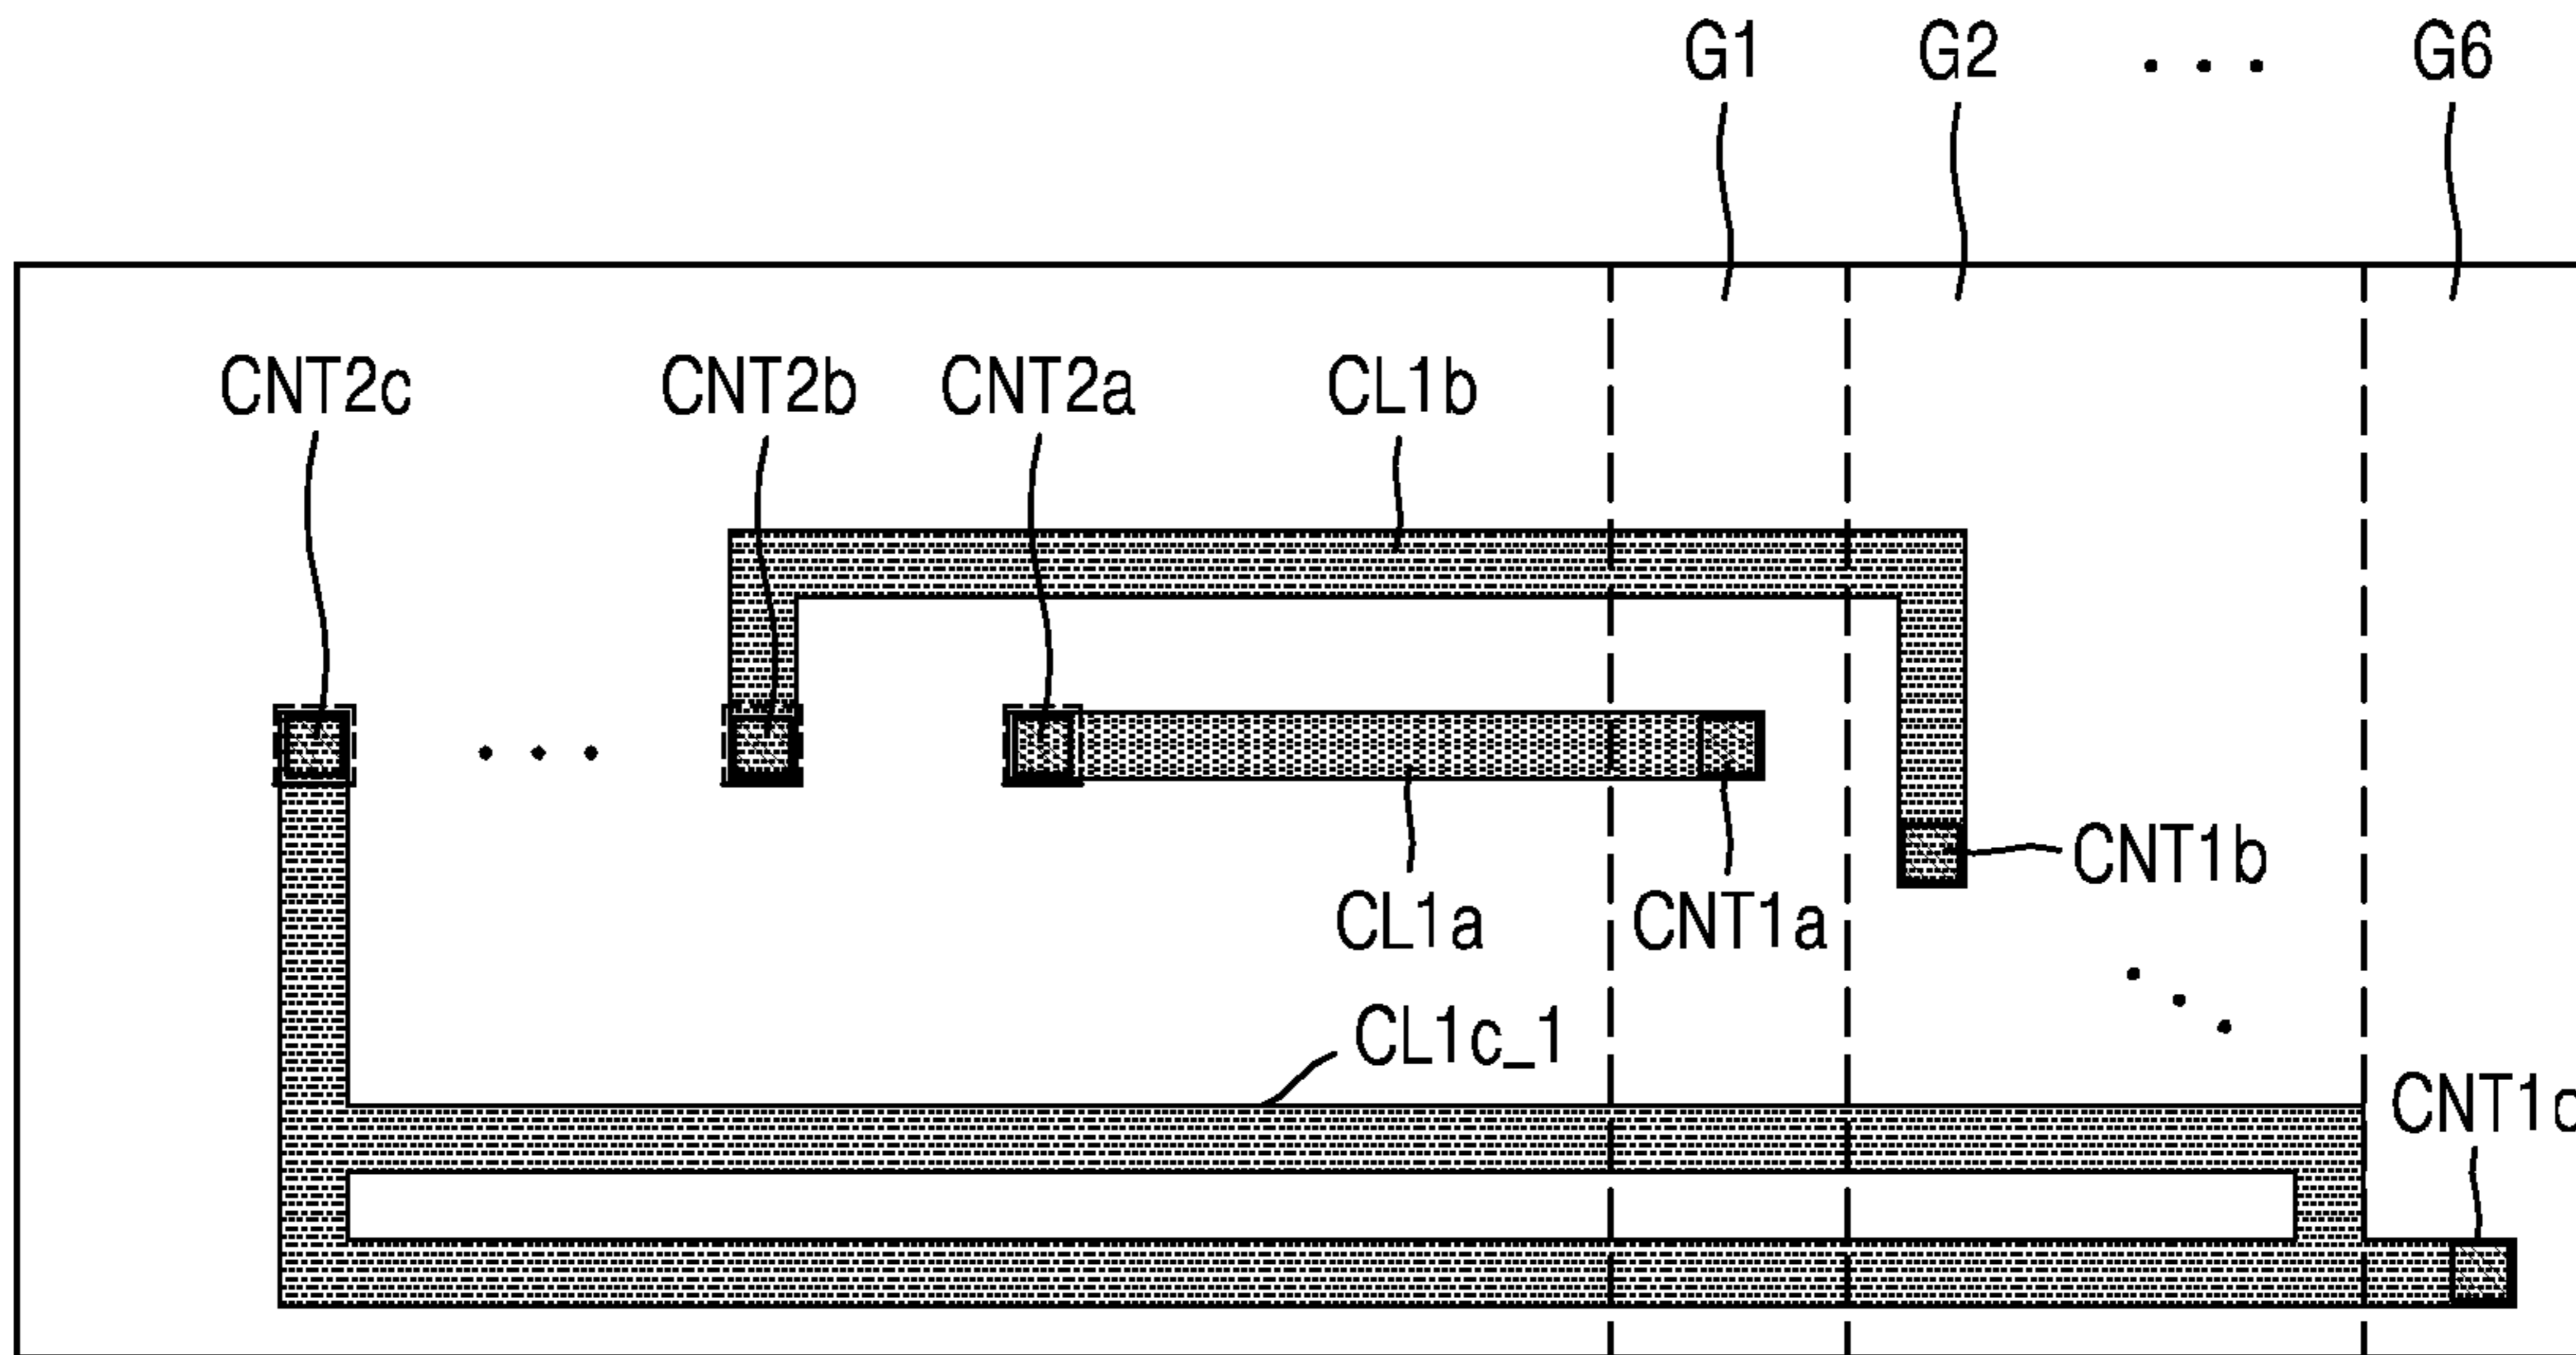 G1 G2 . . . G6
CNT2c CNT2b CNT2a CL1b
. . .
CNT1b
CL1a CNT1a
CL1c_1
CNT1c